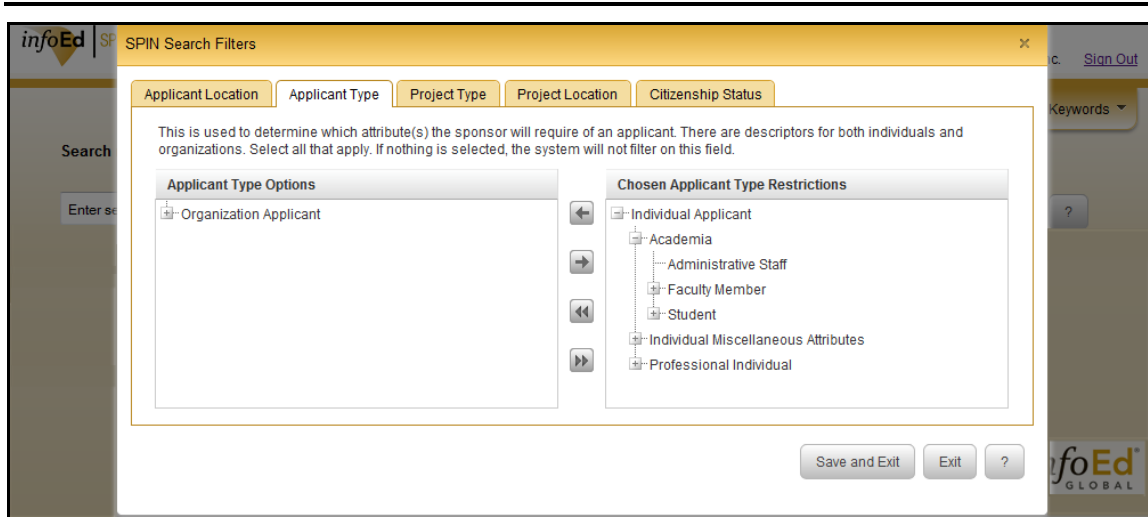 infoEd SP
SPIN Search Filters
c. Sign Out
Applicant Location Applicant Type Project Type Project Location Citizenship Status
Keywords
This is used to determine which attribute(s) the sponsor will require of an applicant. There are descriptors for both individuals and
organizations. Select all that apply. If nothing is selected, the system will not filter on this field.
Search
Applicant Type Options
Chosen Applicant Type Restrictions
Enter se
Organization Applicant
Individual Applicant
?
Academia
Administrative Staff
Faculty Member
Student
Individual Miscellaneous Attributes
Professional Individual
Save and Exit Exit ?
nfoEd
GLOBAL